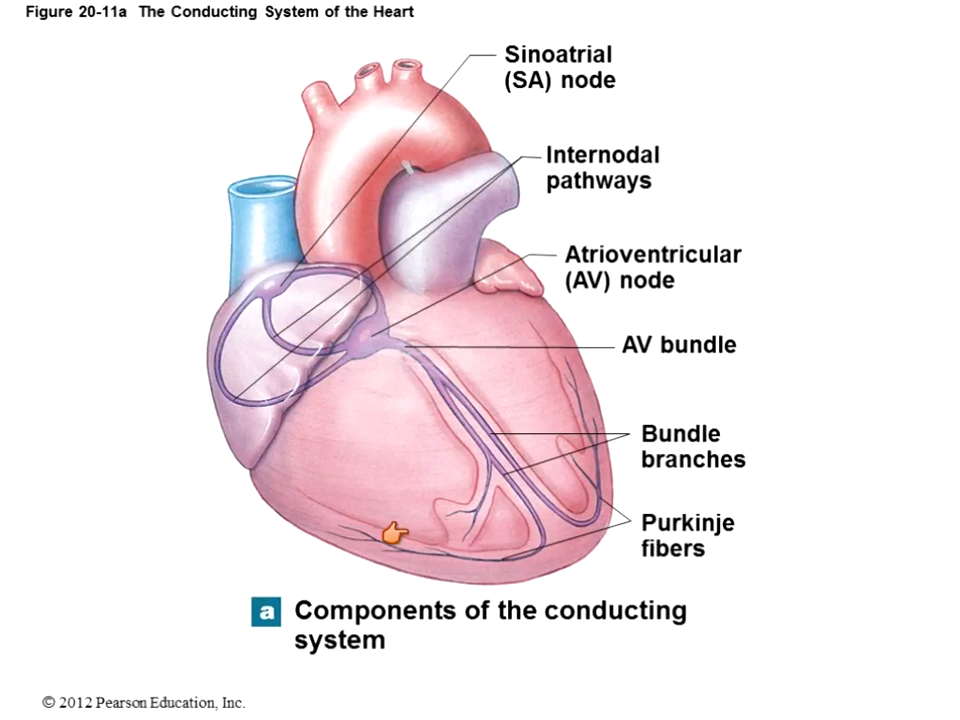 Figure 20-11a The Conducting System of the Heart
Sinoatrial
(SA) node
Internodal
pathways
Atrioventricular
(AV) node
AV bundle
Bundle
branches
Purkinje
fibers
a Components of the conducting
system
© 2012 Pearson Education, Inc.